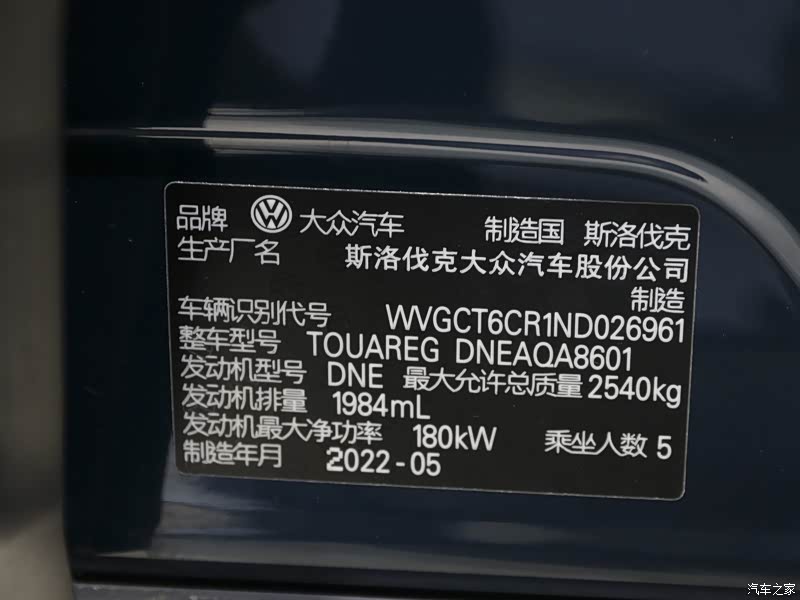 品牌 大众汽车 制造国 斯洛伐克
生产厂名 斯洛伐克大众汽车股份公司
制造
车辆识别代号 WVGCT6CR1ND026961
整车型号 TOUAREG DNEAQA8601
发动机型号 DNE 最大允许总质量 2540kg
发动机排量 1984mL
发动机最大净功率 180kW 乘坐人数 5
制造年月 2022-05
汽车之家